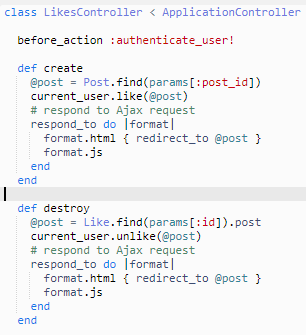 class LikesController < ApplicationController
before_action :authenticate_user!
def create
@post = Post.find(params[:post_id])
current_user.like(@post)
# respond to Ajax request
respond_to do |format|
format.html { redirect_to @post }
format.js
end
end
def destroy
@post = Like.find(params[:id]).post
current_user.unlike(@post)
# respond to Ajax request
respond_to do |format|
format.html { redirect_to @post }
format.js
end
end